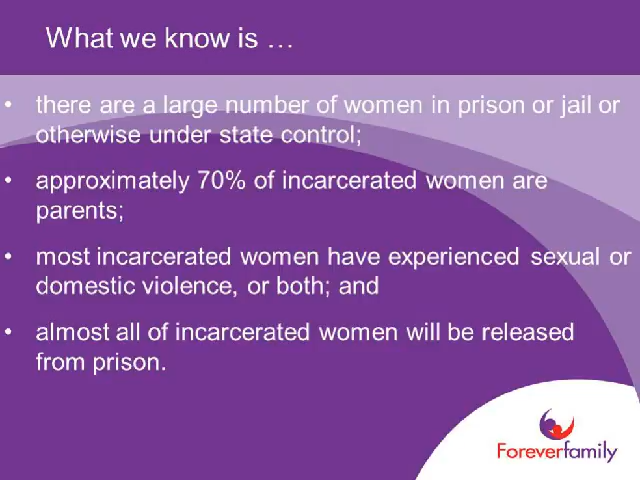 What we know is …
• there are a large number of women in prison or jail or
otherwise under state control;
• approximately 70% of incarcerated women are
parents;
• most incarcerated women have experienced sexual or
domestic violence, or both; and
• almost all of incarcerated women will be released
from prison.
Foreverfamily